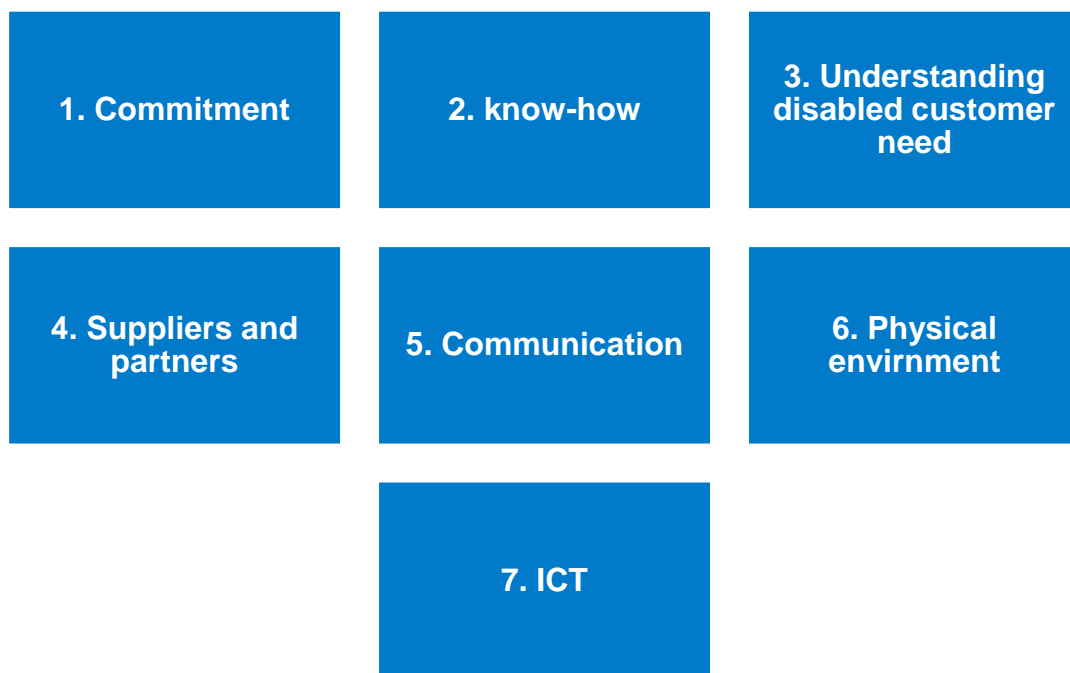 1. Commitment
2. know-how
3. Understanding
disabled customer
need
4. Suppliers and
partners
5. Communication
6. Physical
envirnment
7. ICT